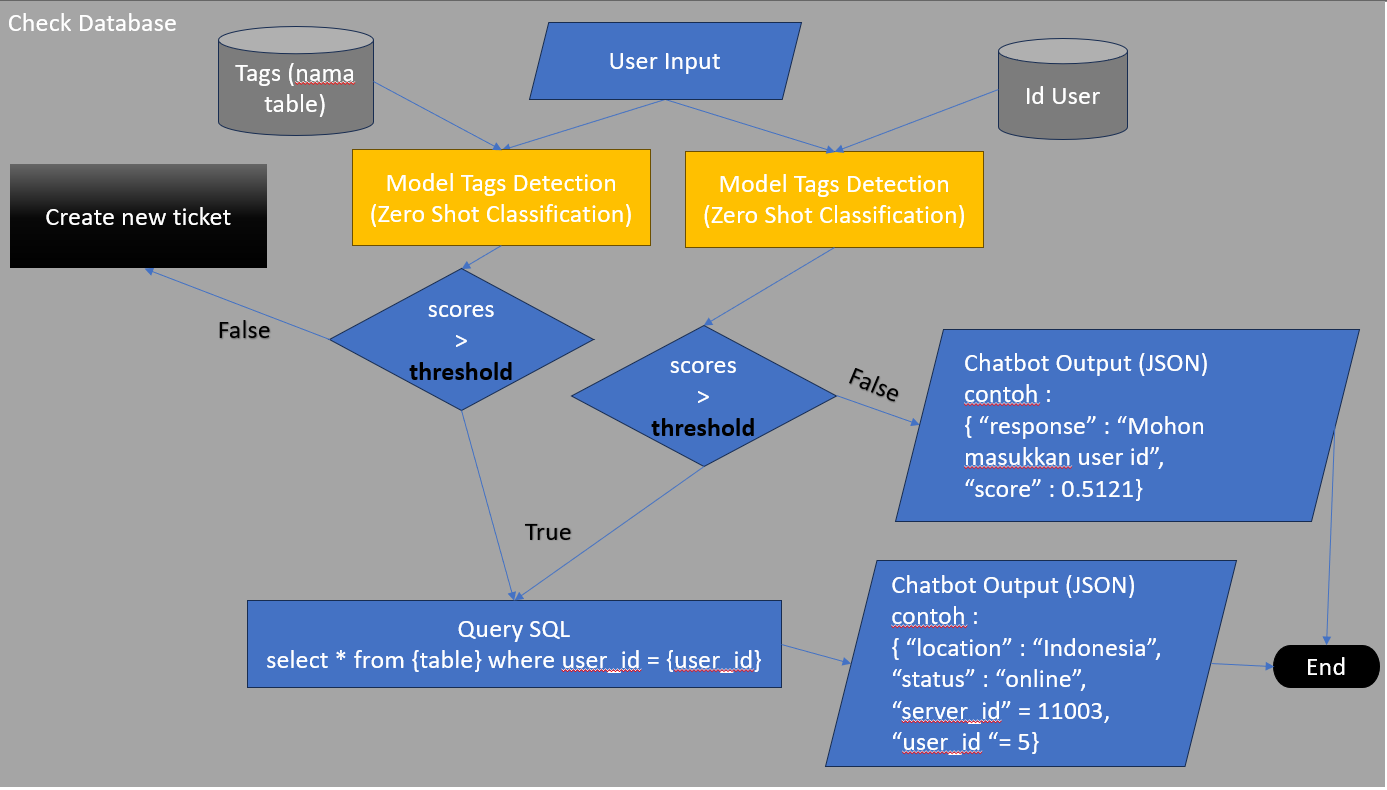 Check Database
Tags (nama
table)
User Input
Id User
Model Tags Detection
(Zero Shot Classification)
Model Tags Detection
(Zero Shot Classification)
Create new ticket
False
scores
>
threshold
scores
>
threshold
False
Chatbot Output (JSON)
contoh :
{ “response” : “Mohon
masukkan user id”,
“score” : 0.5121}
True
Query SQL
select * from {table} where user_id = {user_id}
Chatbot Output (JSON)
contoh :
{ “location” : “Indonesia”,
“status” : “online”,
“server_id” = 11003,
“user_id “= 5}
End